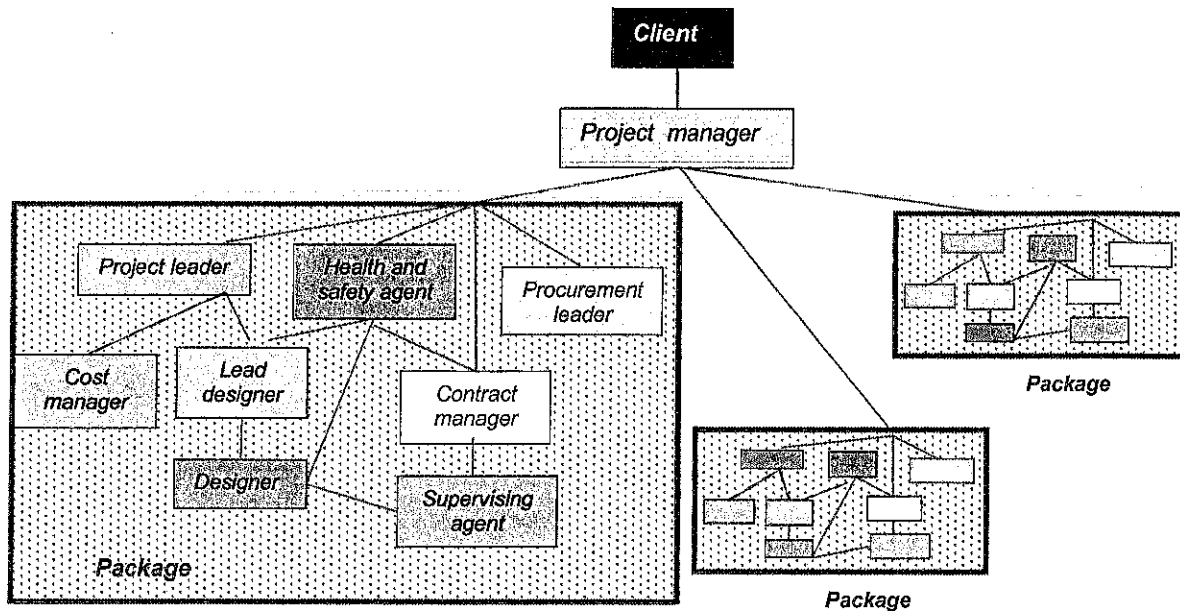 Client
Project manager
Project leader
Health and
safety agent
Procurement
leader
Cost
manager
Lead
designer
Contract
manager
Designer
Supervising
agent
Package
Package
Package